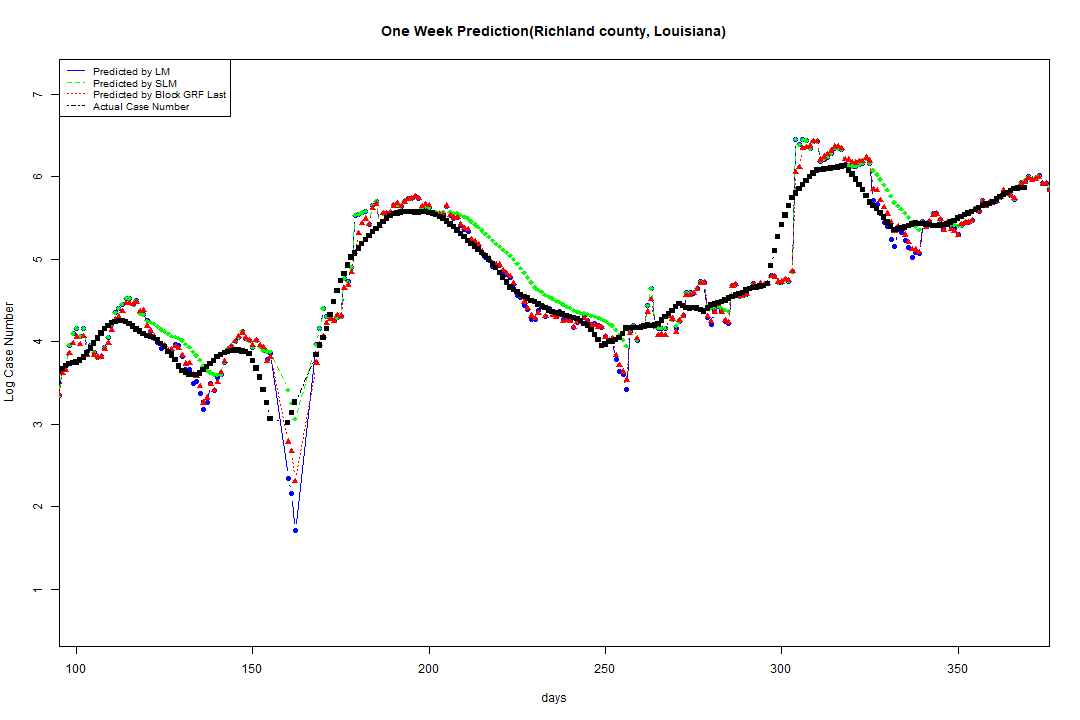 One Week Prediction(Richland county, Louisiana)
Predicted by LM
Predicted by SLM
Predicted by Block GRF Last
Actual Case Number
7
6
5
4
3
2
1
Log Case Number
100 150 200 250 300 350
days